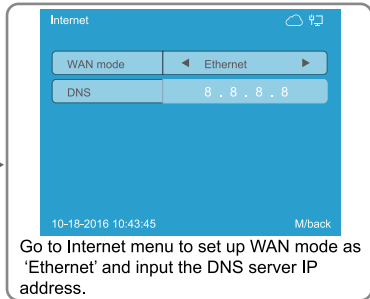 Internet
WAN mode ◀ Ethernet ▶
DNS 8 . 8 . 8 . 8
10-18-2016 10:43:45 M/back
Go to Internet menu to set up WAN mode as
'Ethernet' and input the DNS server IP
address.